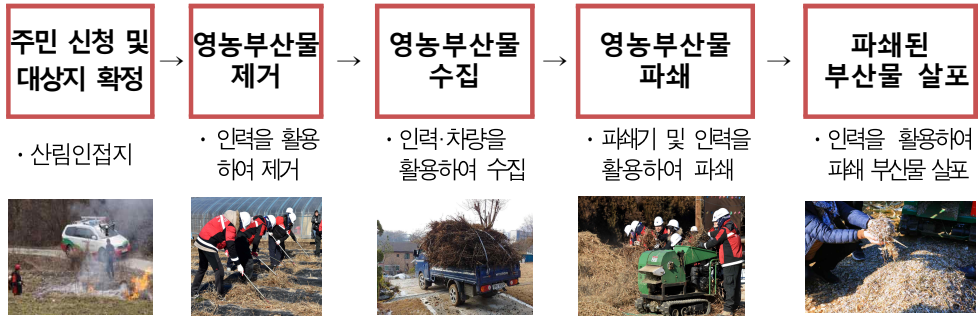 주민 신청 및
대상지 확정
→
영농부산물
제거
→
영농부산물
수집
→
영농부산물
파쇄
→
파쇄된
부산물 살포
· 산림인접지
· 인력을 활용
하여 제거
· 인력·차량을
활용하여 수집
· 파쇄기 및 인력을
활용하여 파쇄
· 인력을 활용하여
파쇄 부산물 살포